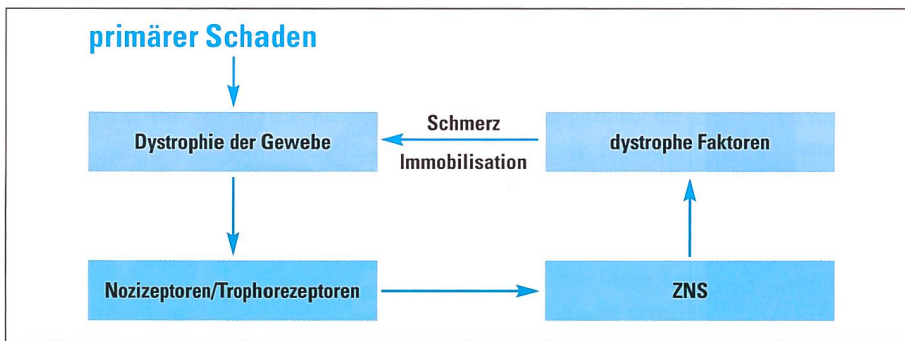 primärer Schaden
Dystrophie der Gewebe
Schmerz
Immobilisation
dystrophe Faktoren
Nozizeptoren/Trophorezeptoren
ZNS